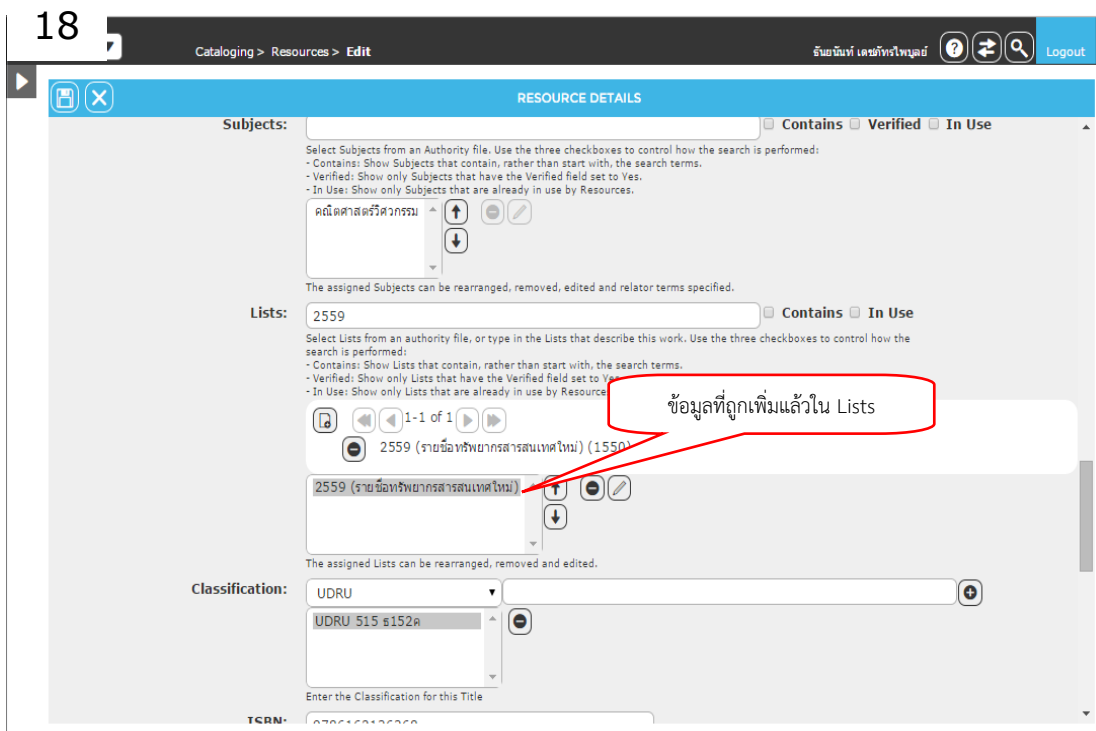 18
Cataloging > Resources > Edit
ธันยนันท์ เดชภัทรไพบูลย์
Logout
RESOURCE DETAILS
Subjects:
Contains Verified In Use
Select Subjects from an Authority file. Use the three checkboxes to control how the search is performed:
- Contains: Show Subjects that contain, rather than start with, the search terms.
- Verified: Show only Subjects that have the Verified field set to Yes.
- In Use: Show only Subjects that are already in use by Resources.
คณิตศาสตร์วิศวกรรม
The assigned Subjects can be rearranged, removed, edited and relator terms specified.
Lists:
2559
Contains In Use
Select Lists from an authority file, or type in the Lists that describe this work. Use the three checkboxes to control how the
search is performed:
- Contains: Show Lists that contain, rather than start with, the search terms.
- Verified: Show only Lists that have the Verified field set to Yes
- In Use: Show only Lists that are already in use by Resource
ข้อมูลที่ถูกเพิ่มแล้วใน Lists
1-1 of 1
2559 (รายชื่อทรัพยากรสารสนเทศใหม่) (1550)
2559 (รายชื่อทรัพยากรสารสนเทศใหม่)
The assigned Lists can be rearranged, removed and edited.
Classification:
UDRU
UDRU 515 ธ152ค
Enter the Classification for this Title
ISBN: